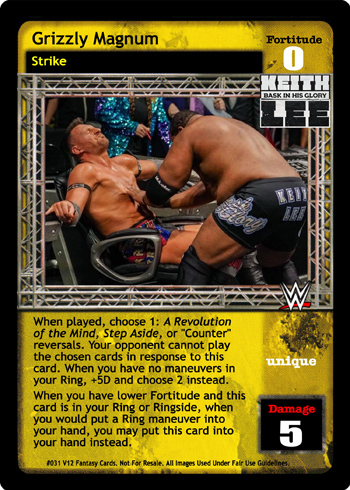 Grizzly Magnum
Fortitude
0
Strike
KEITH
BASK IN HIS GLORY
LEE
KEITH
LEE
W
When played, choose 1: A Revolution
of the Mind, Step Aside, or "Counter"
reversals. Your opponent cannot play
the chosen cards in response to this
card. When you have no maneuvers
in your Ring, +5D and choose 2 instead.
When you have lower Fortitude and this
card is in your Ring or Ringside, when
you would put a Ring maneuver into
your hand, you may put this card into
your hand instead.
unique
Damage
5
#031 V12 Fantasy Cards. Not For Resale. All Images Used Under Fair Use Guidelines.